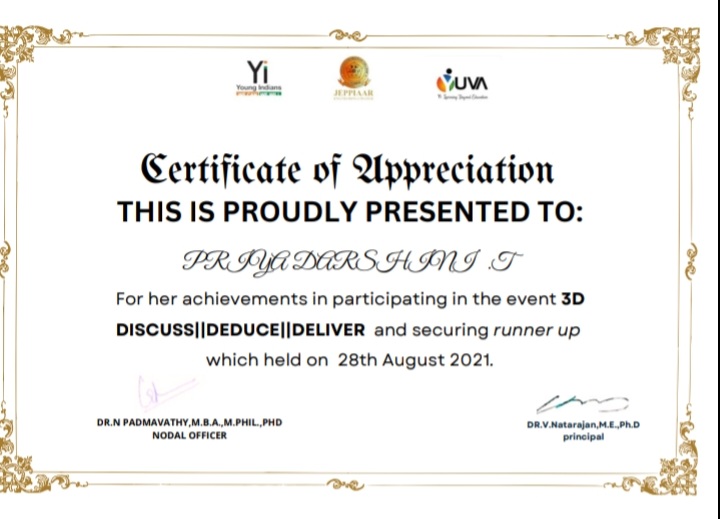 Yi
Young Indians
JEPPIAAR
YUVA
Certificate of Appreciation
THIS IS PROUDLY PRESENTED TO:
PRIYADARSHINI .T
For her achievements in participating in the event 3D
DISCUSS||DEDUCE||DELIVER and securing runner up
which held on 28th August 2021.
DR.N PADMAVATHY,M.B.A.,M.PHIL.,PHD
NODAL OFFICER
DR.V.Natarajan,M.E.,Ph.D
principal